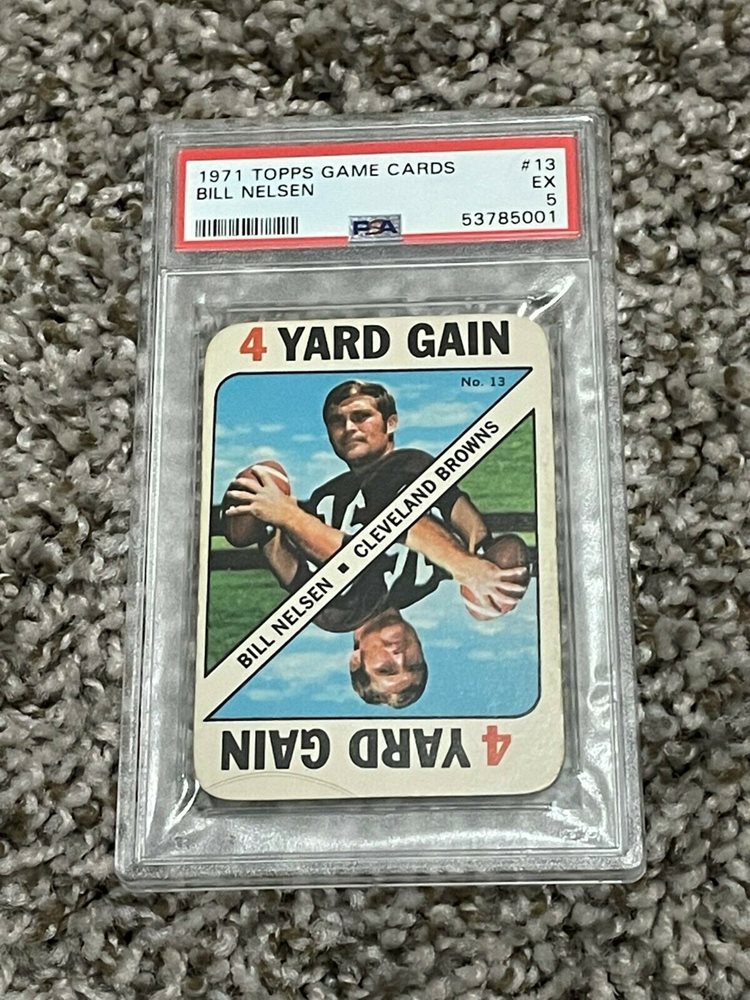 1971 TOPPS GAME CARDS #13
BILL NELSEN EX
5
PSA 53785001
4 YARD GAIN
No. 13
BILL NELSEN ■ CLEVELAND BROWNS
16
4 YARD GAIN